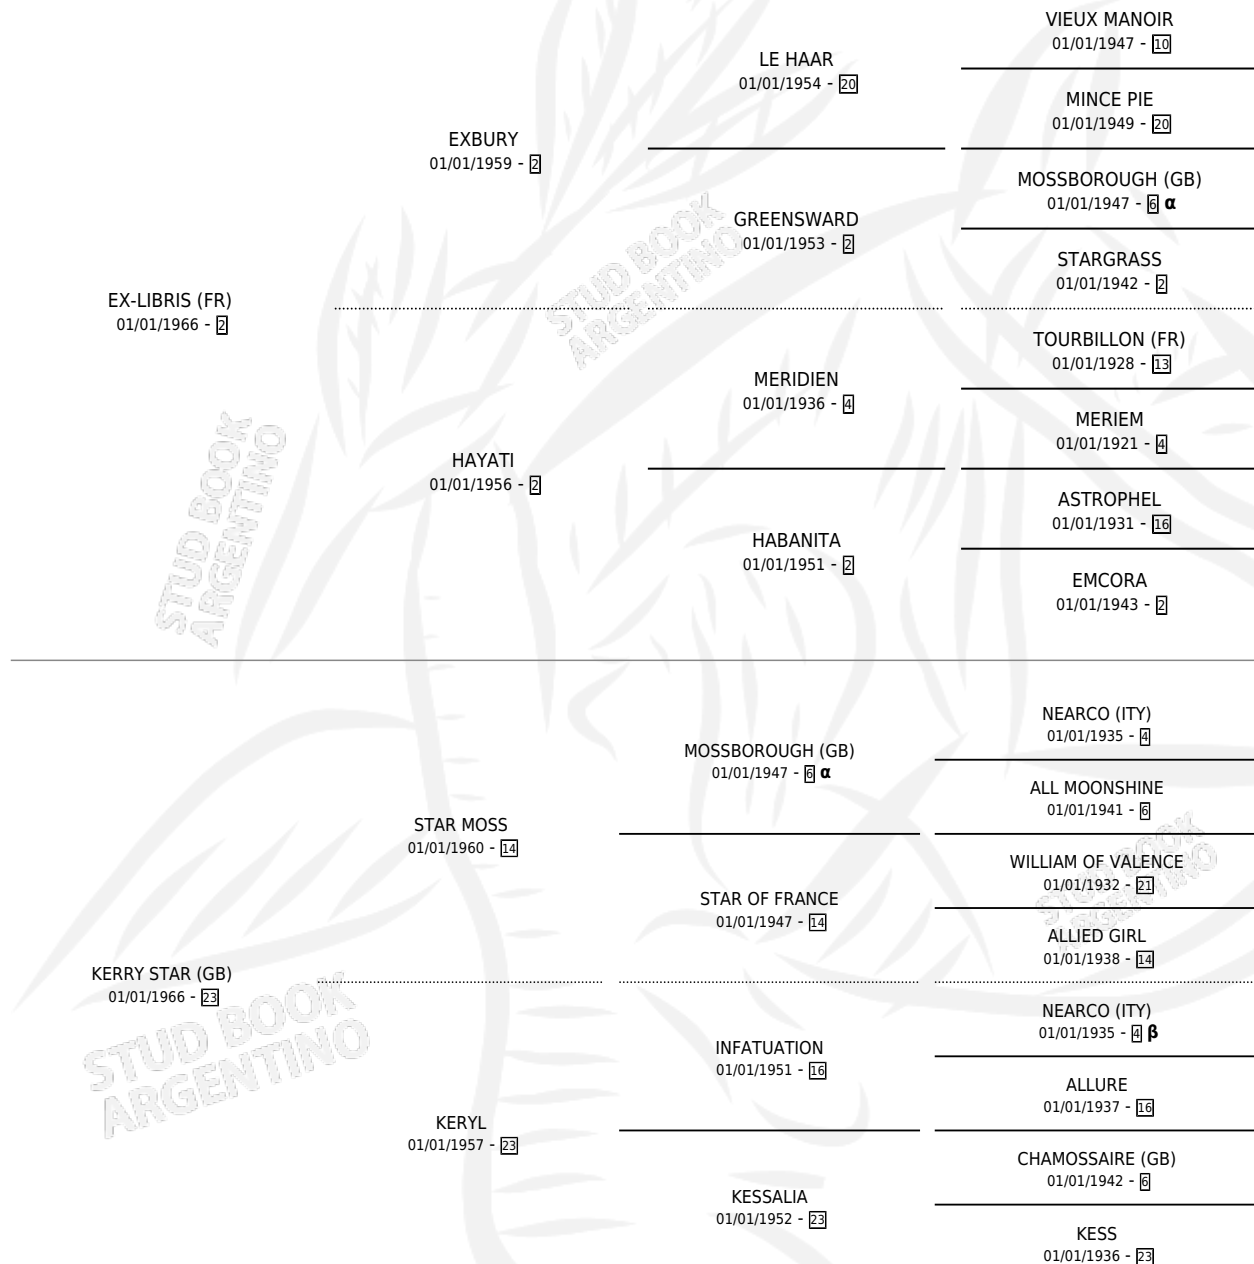 VIEUX MANOIR
01/01/1947 - 10
LE HAAR
01/01/1954 - 20
MINCE PIE
01/01/1949 - 20
EXBURY
01/01/1959 - 2
MOSSBOROUGH (GB)
01/01/1947 - 6 α
GREENSWARD
01/01/1953 - 2
STARGRASS
01/01/1942 - 2
EX-LIBRIS (FR)
01/01/1966 - 2
TOURBILLON (FR)
01/01/1928 - 13
MERIDIEN
01/01/1936 - 4
MERIEM
01/01/1921 - 4
HAYATI
01/01/1956 - 2
ASTROPHEL
01/01/1931 - 16
HABANITA
01/01/1951 - 2
EMCORA
01/01/1943 - 2
NEARCO (ITY)
01/01/1935 - 4
MOSSBOROUGH (GB)
01/01/1947 - 6 α
ALL MOONSHINE
01/01/1941 - 6
STAR MOSS
01/01/1960 - 14
WILLIAM OF VALENCE
01/01/1932 - 21
STAR OF FRANCE
01/01/1947 - 14
ALLIED GIRL
01/01/1938 - 14
KERRY STAR (GB)
01/01/1966 - 23
NEARCO (ITY)
01/01/1935 - 4 β
INFATUATION
01/01/1951 - 16
ALLURE
01/01/1937 - 16
KERYL
01/01/1957 - 23
CHAMOSSAIRE (GB)
01/01/1942 - 6
KESSALIA
01/01/1952 - 23
KESS
01/01/1936 - 23
STUD BOOK
ARGENTINO
STUD BOOK
ARGENTINO
STUD BOOK
ARGENTINO
STUD BOOK
ARGENTINO